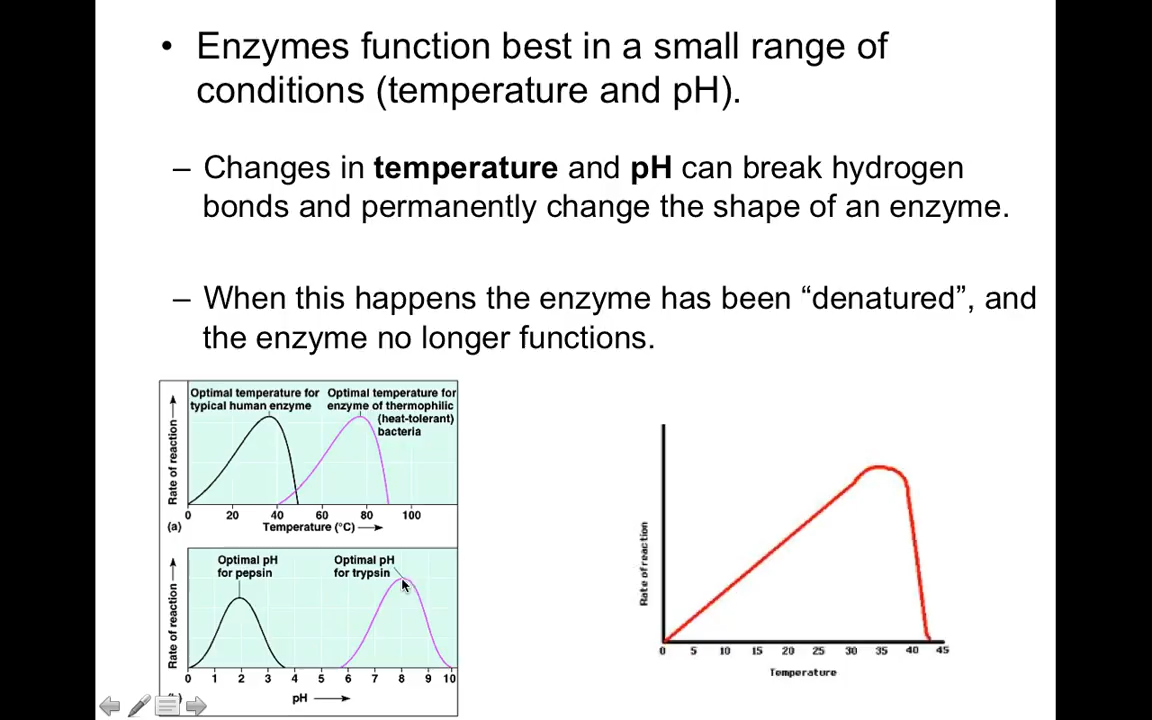 • Enzymes function best in a small range of
conditions (temperature and pH).
– Changes in temperature and pH can break hydrogen
bonds and permanently change the shape of an enzyme.
– When this happens the enzyme has been “denatured”, and
the enzyme no longer functions.
Optimal temperature for
typical human enzyme
Optimal temperature for
enzyme of thermophilic
(heat-tolerant)
bacteria
Rate of reaction
0 20 40 60 80 100
(a)
Temperature (°C)
Optimal pH
for pepsin
Optimal pH
for trypsin
Rate of reaction
0 1 2 3 4 5 6 7 8 9 10
pH
Rate of reaction
0 5 10 15 20 25 30 35 40 45
Temperature